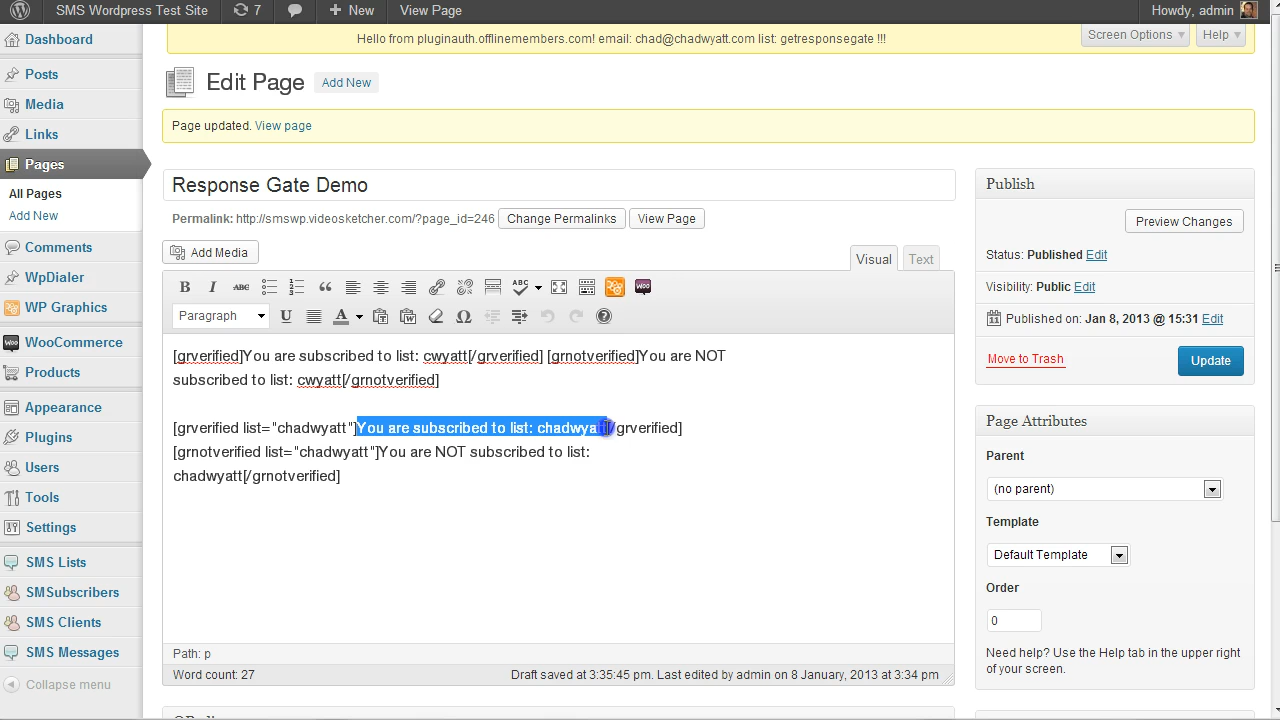 SMS Wordpress Test Site 7 New View Page Howdy, admin
Hello from pluginauth.offlinemembers.com! email: chad@chadwyatt.com list: getresponsegate !!!
Screen Options Help
Edit Page Add New
Page updated. View page
Dashboard
Posts
Media
Links
Pages
All Pages
Add New
Comments
WpDialer
WP Graphics
WooCommerce
Products
Appearance
Plugins
Users
Tools
Settings
SMS Lists
SMSubscribers
SMS Clients
SMS Messages
Collapse menu
Response Gate Demo
Permalink: http://smswp.videosketcher.com/?page_id=246 Change Permalinks View Page
Add Media
Visual Text
B I ABC ABC Woo
Paragraph U A Ω
[grverified]You are subscribed to list: cwyatt[/grverified] [grnotverified]You are NOT
subscribed to list: cwyatt[/grnotverified]
[grverified list="chadwyatt"]You are subscribed to list: chadwyatt[/grverified]
[grnotverified list="chadwyatt"]You are NOT subscribed to list:
chadwyatt[/grnotverified]
Path: p
Word count: 27 Draft saved at 3:35:45 pm. Last edited by admin on 8 January, 2013 at 3:34 pm
Publish
Preview Changes
Status: Published Edit
Visibility: Public Edit
Published on: Jan 8, 2013 @ 15:31 Edit
Move to Trash Update
Page Attributes
Parent
(no parent)
Template
Default Template
Order
0
Need help? Use the Help tab in the upper right
of your screen.